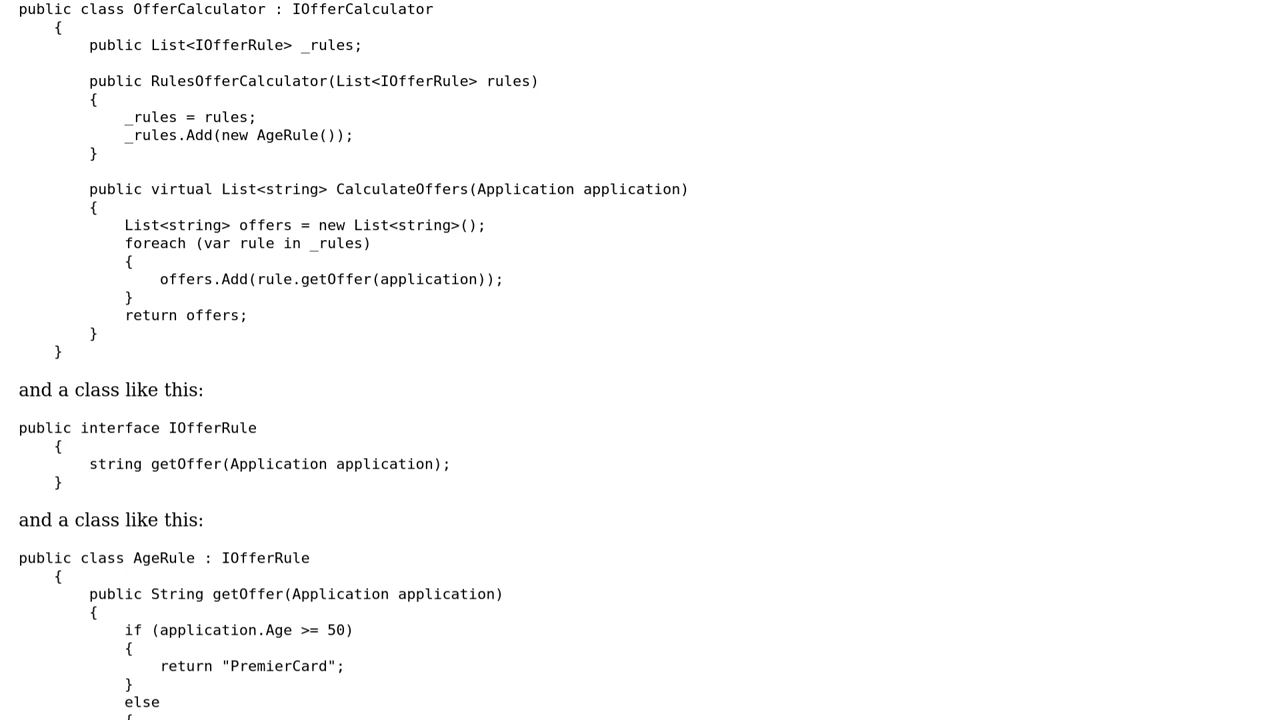 public class OfferCalculator : IOfferCalculator
    {
        public List<IOfferRule> _rules;

        public RulesOfferCalculator(List<IOfferRule> rules)
        {
            _rules = rules;
            _rules.Add(new AgeRule());
        }

        public virtual List<string> CalculateOffers(Application application)
        {
            List<string> offers = new List<string>();
            foreach (var rule in _rules)
            {
                offers.Add(rule.getOffer(application));
            }
            return offers;
        }
    }
and a class like this:
public interface IOfferRule
    {
        string getOffer(Application application);
    }
and a class like this:
public class AgeRule : IOfferRule
    {
        public String getOffer(Application application)
        {
            if (application.Age >= 50)
            {
                return "PremierCard";
            }
            else
            {